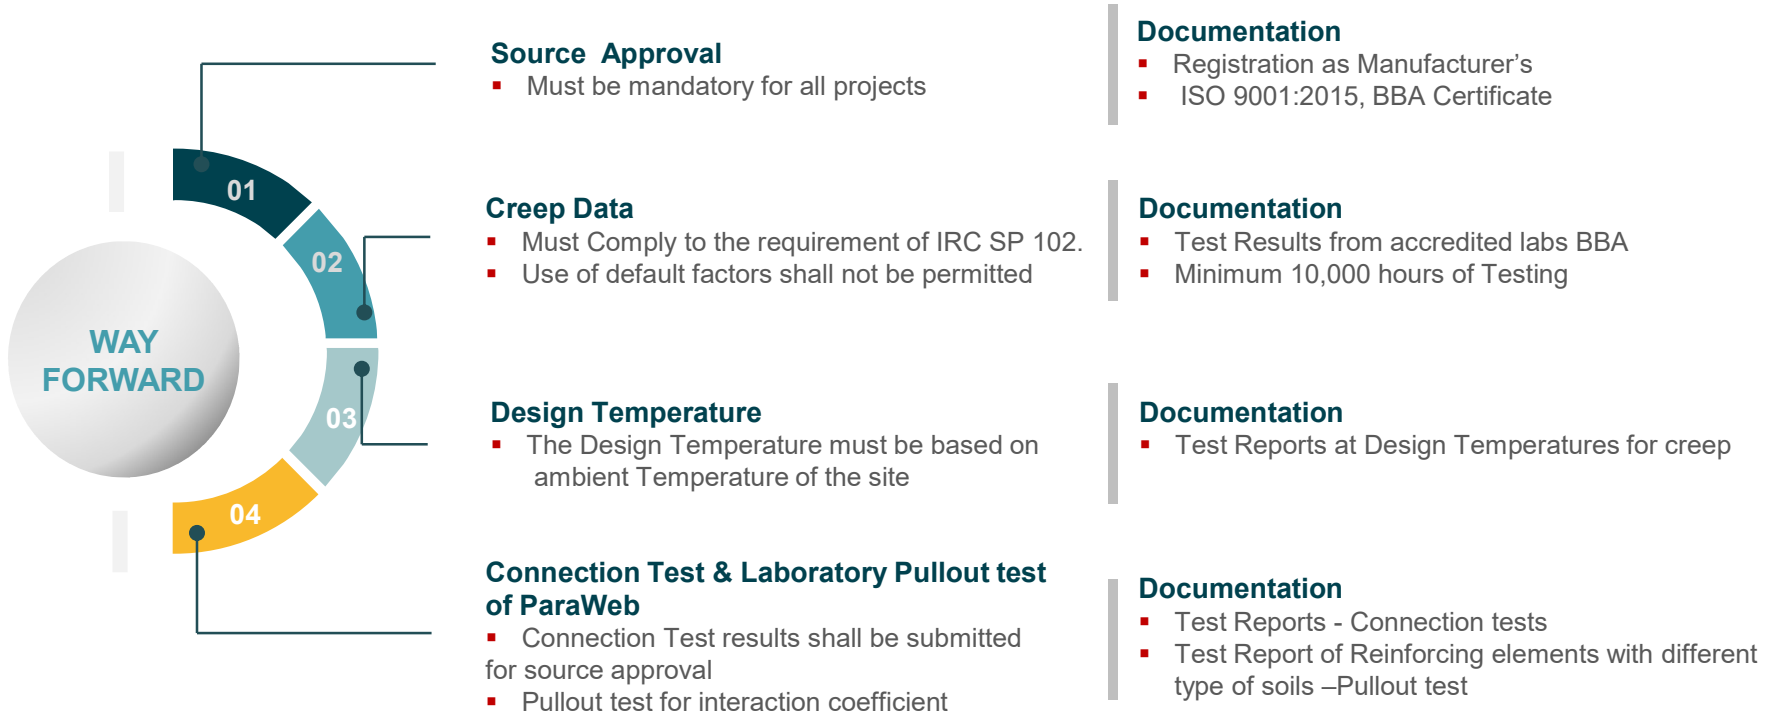 WAY
FORWARD
01
02
03
04
Source  Approval
▪ Must be mandatory for all projects
Documentation
▪ Registration as Manufacturer’s
▪ ISO 9001:2015, BBA Certificate
Creep Data
▪ Must Comply to the requirement of IRC SP 102.
▪ Use of default factors shall not be permitted
Documentation
▪ Test Results from accredited labs BBA
▪ Minimum 10,000 hours of Testing
Design Temperature
▪ The Design Temperature must be based on
ambient Temperature of the site
Documentation
▪ Test Reports at Design Temperatures for creep
Connection Test & Laboratory Pullout test
of ParaWeb
▪ Connection Test results shall be submitted
for source approval
▪ Pullout test for interaction coefficient
Documentation
▪ Test Reports - Connection tests
▪ Test Report of Reinforcing elements with different
type of soils –Pullout test